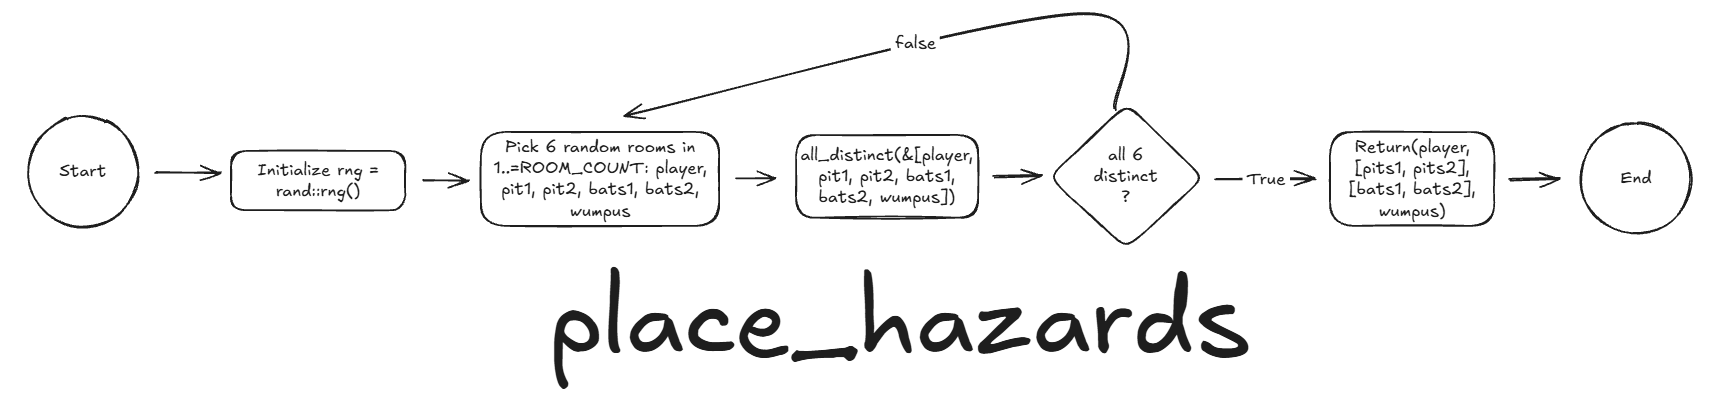 false
Start
Initialize rng =
rand::rng()
Pick 6 random rooms in
1..=ROOM_COUNT: player,
pit1, pit2, bats1, bats2,
wumpus
all_distinct(&[player,
pit1, pit2, bats1,
bats2, wumpus])
all 6
distinct
?
True
Return(player,
[pits1, pits2],
[bats1, bats2],
wumpus)
End
place_hazards